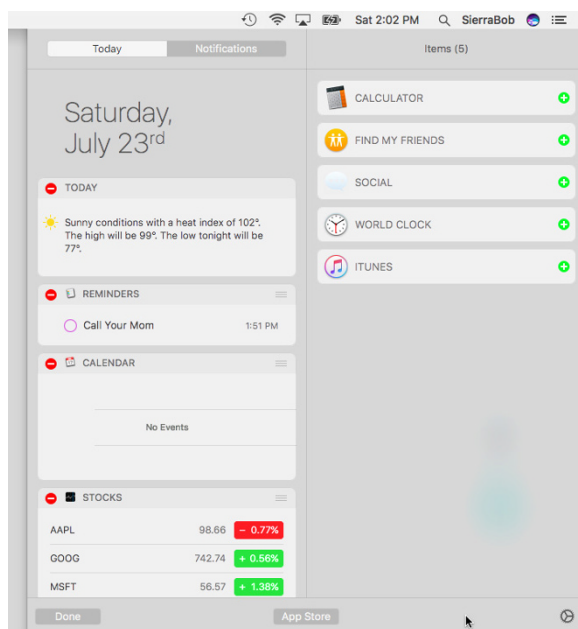 Sat 2:02 PM SierraBob
Today Notifications
Items (5)
Saturday,
July 23rd
TODAY
Sunny conditions with a heat index of 102°.
The high will be 99°. The low tonight will be
77°.
REMINDERS
Call Your Mom 1:51 PM
CALENDAR
No Events
STOCKS
AAPL 98.66 − 0.77%
GOOG 742.74 + 0.56%
MSFT 56.57 + 1.38%
CALCULATOR
FIND MY FRIENDS
SOCIAL
WORLD CLOCK
ITUNES
Done App Store